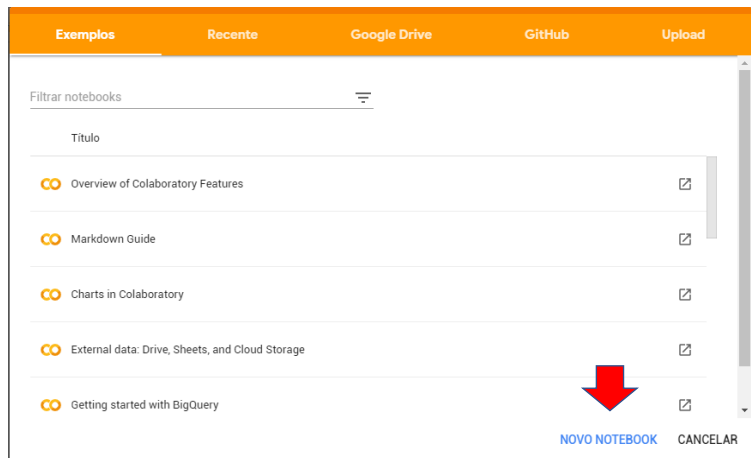 Exemplos Recente Google Drive GitHub Upload
Filtrar notebooks
Título
Overview of Colaboratory Features
Markdown Guide
Charts in Colaboratory
External data: Drive, Sheets, and Cloud Storage
Getting started with BigQuery
NOVO NOTEBOOK CANCELAR